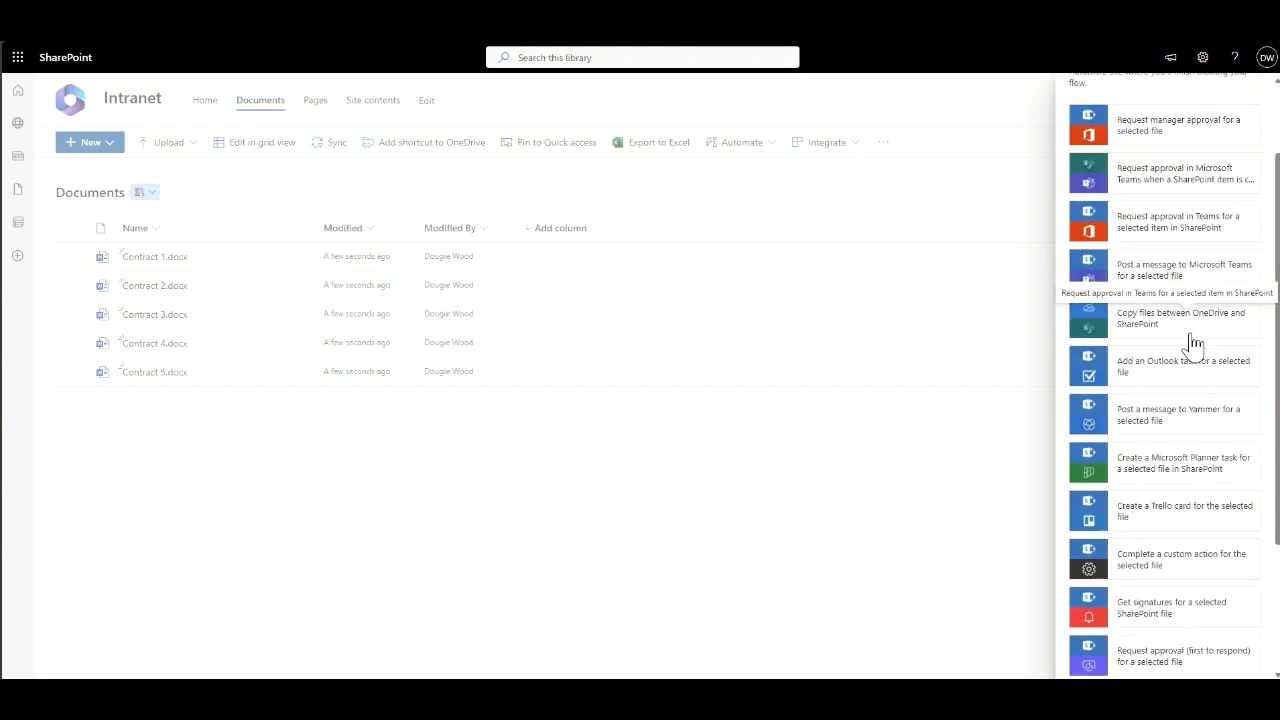 SharePoint
Search this library
DW
Intranet
Home
Documents
Pages
Site contents
Edit
New
Upload
Edit in grid view
Sync
Add shortcut to OneDrive
Pin to Quick access
Export to Excel
Automate
Integrate
Documents
Name
Modified
Modified By
Add column
Contract 1.docx
A few seconds ago
Dougie Wood
Contract 2.docx
A few seconds ago
Dougie Wood
Contract 3.docx
A few seconds ago
Dougie Wood
Contract 4.docx
A few seconds ago
Dougie Wood
Contract 5.docx
A few seconds ago
Dougie Wood
flow.
Request manager approval for a
selected file
Request approval in Microsoft
Teams when a SharePoint item is c...
Request approval in Teams for a
selected item in SharePoint
Post a message to Microsoft Teams
for a selected file
Request approval in Teams for a selected item in SharePoint
Copy files between OneDrive and
SharePoint
Add an Outlook for a selected
file
Post a message to Yammer for a
selected file
Create a Microsoft Planner task for
a selected file in SharePoint
Create a Trello card for the selected
file
Complete a custom action for the
selected file
Get signatures for a selected
SharePoint file
Request approval (first to respond)
for a selected file